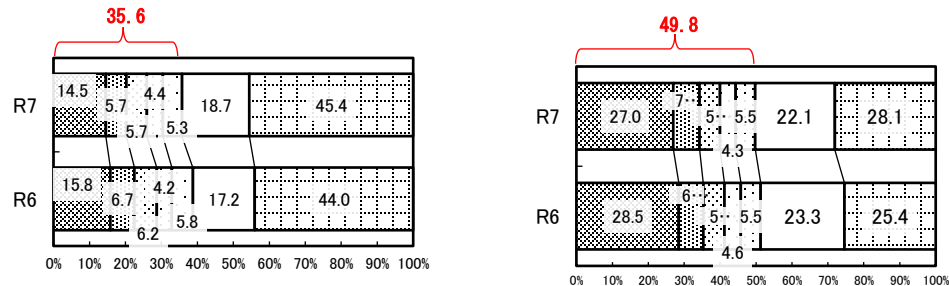 35.6
R7 14.5 5.7 5.7 4.4 5.3 18.7 45.4
R6 15.8 6.7 6.2 4.2 5.8 17.2 44.0
0% 10% 20% 30% 40% 50% 60% 70% 80% 90% 100%
49.8
R7 27.0 7… 5… 4.3 5.5 22.1 28.1
R6 28.5 6… 5… 4.6 5.5 23.3 25.4
0% 10% 20% 30% 40% 50% 60% 70% 80% 90% 100%